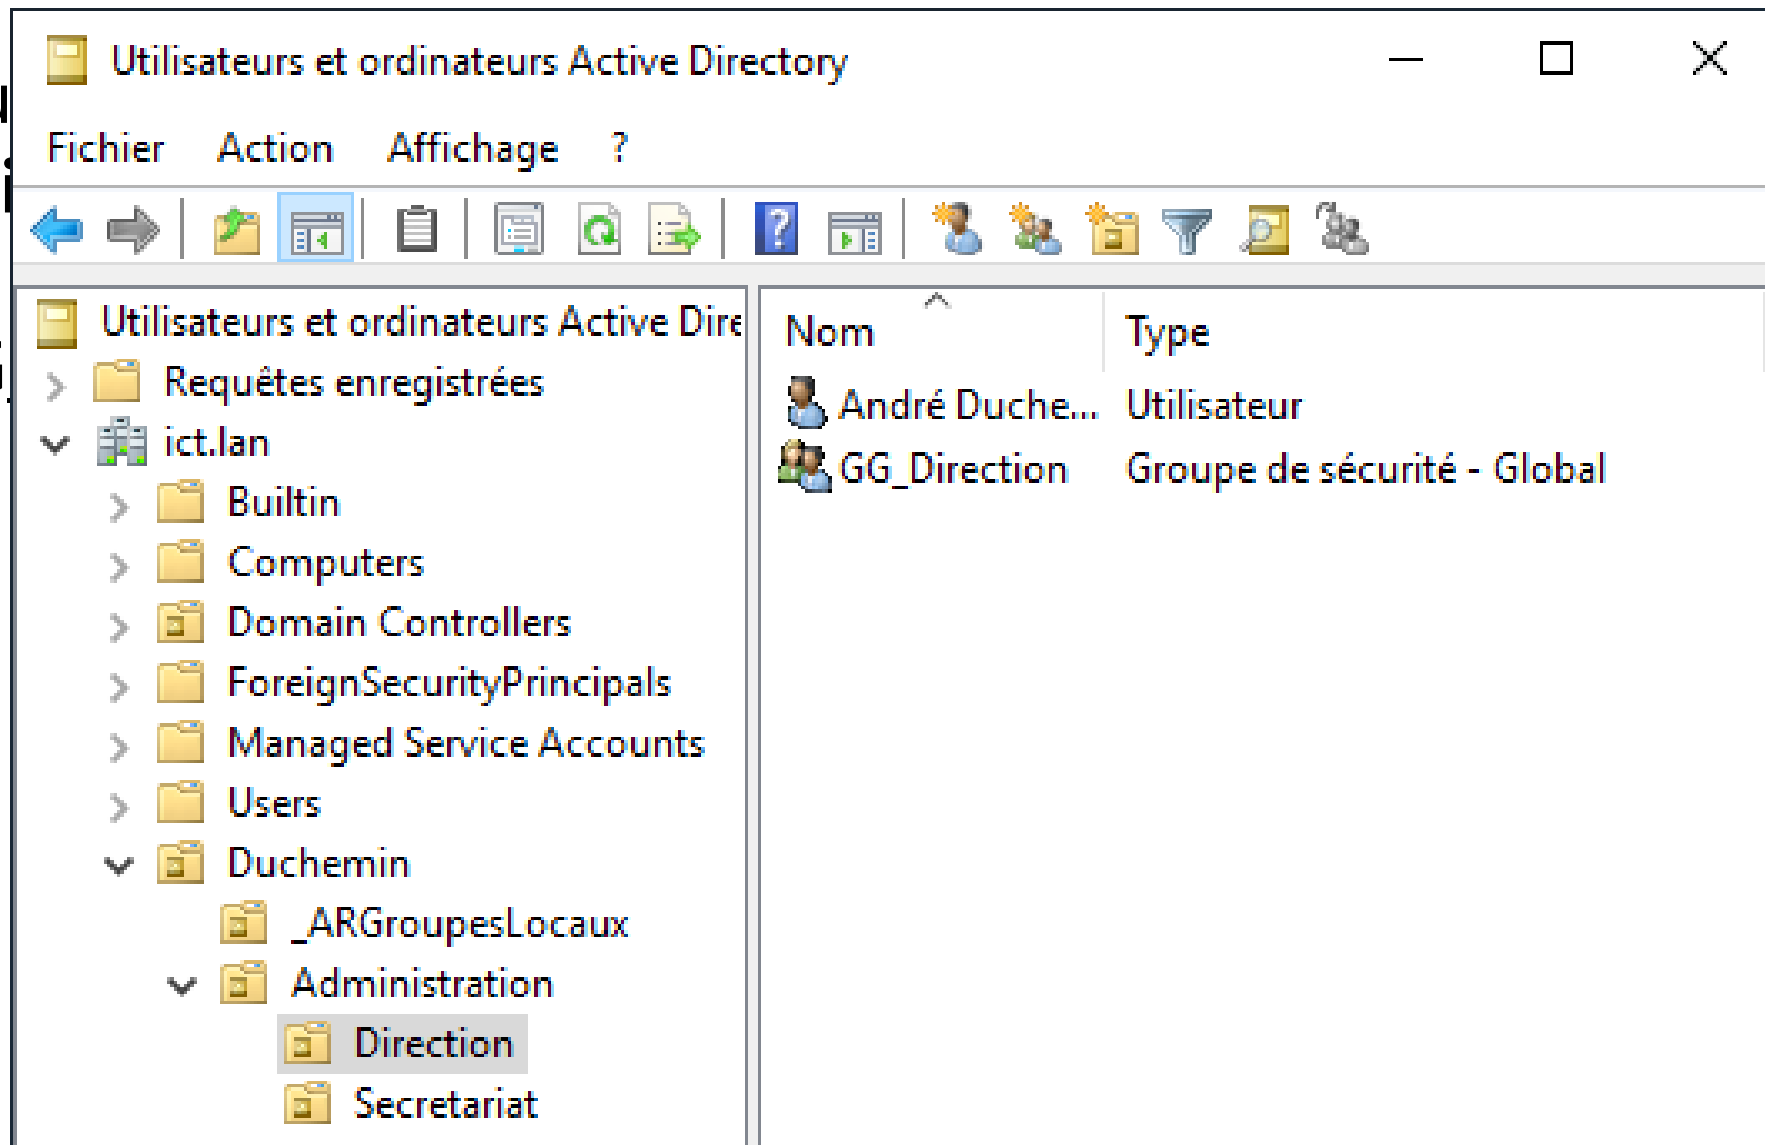 Utilisateurs et ordinateurs Active Directory
Fichier Action Affichage ?
Utilisateurs et ordinateurs Active Dire
Requêtes enregistrées
ict.lan
Builtin
Computers
Domain Controllers
ForeignSecurityPrincipals
Managed Service Accounts
Users
Duchemin
_ARGroupesLocaux
Administration
Direction
Secretariat
Nom Type
André Duche... Utilisateur
GG_Direction Groupe de sécurité - Global